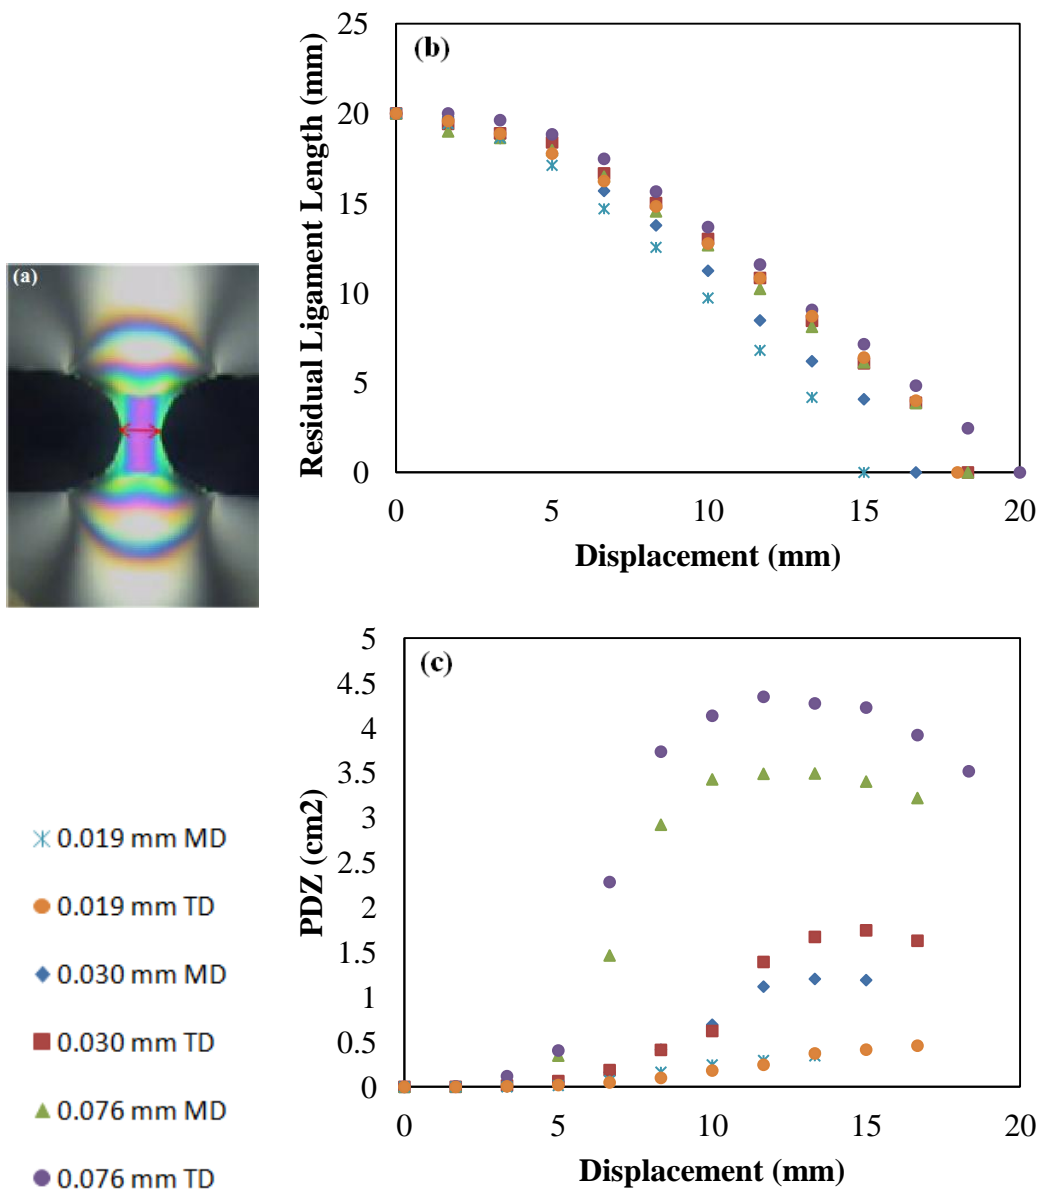 (a)
(b)
Residual Ligament Length (mm)
25
20
15
10
5
0
0 5 10 15 20
Displacement (mm)
(c)
PDZ (cm2)
5
4.5
4
3.5
3
2.5
2
1.5
1
0.5
0
0 5 10 15 20
Displacement (mm)
0.019 mm MD
0.019 mm TD
0.030 mm MD
0.030 mm TD
0.076 mm MD
0.076 mm TD